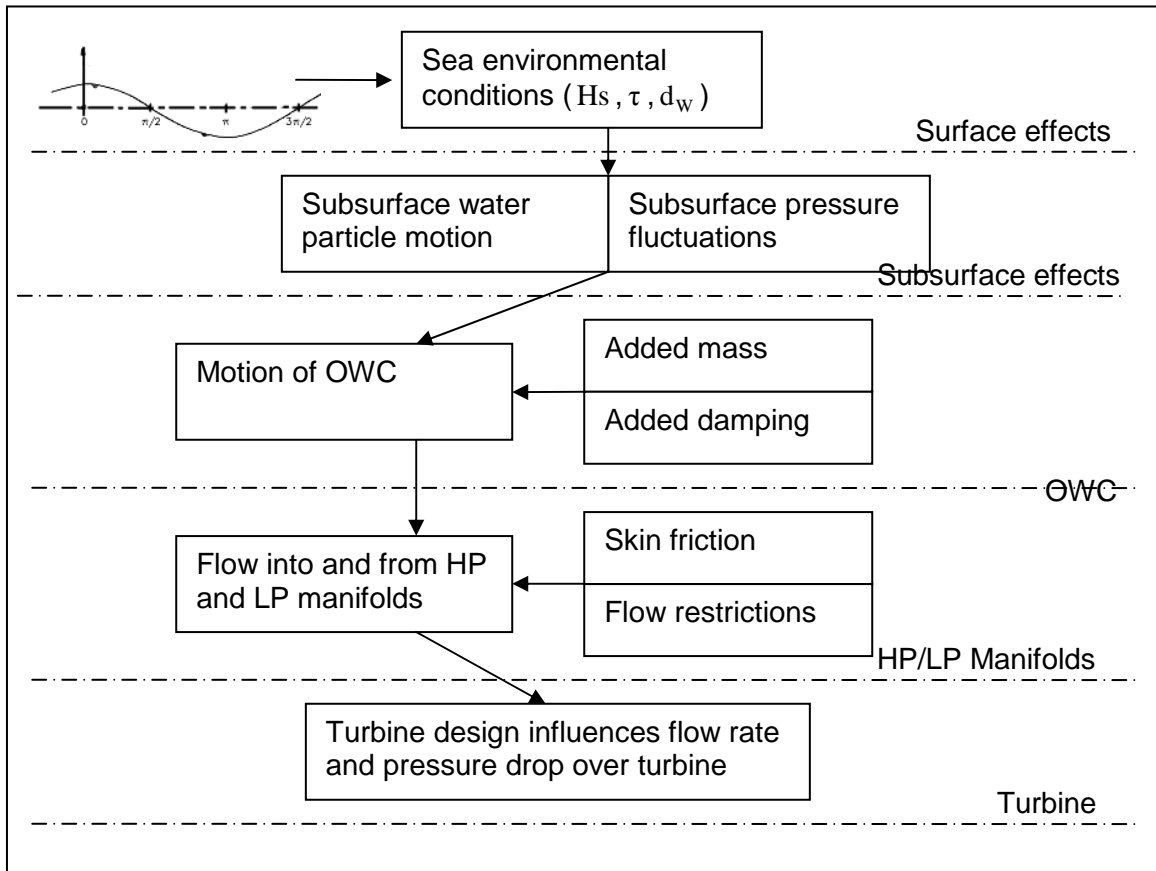 Sea environmental
conditions (Hs, τ, d_W)
0
π/2
π
3π/2
Surface effects
Subsurface water
particle motion
Subsurface pressure
fluctuations
Subsurface effects
Motion of OWC
Added mass
Added damping
OWC
Flow into and from HP
and LP manifolds
Skin friction
Flow restrictions
HP/LP Manifolds
Turbine design influences flow rate
and pressure drop over turbine
Turbine